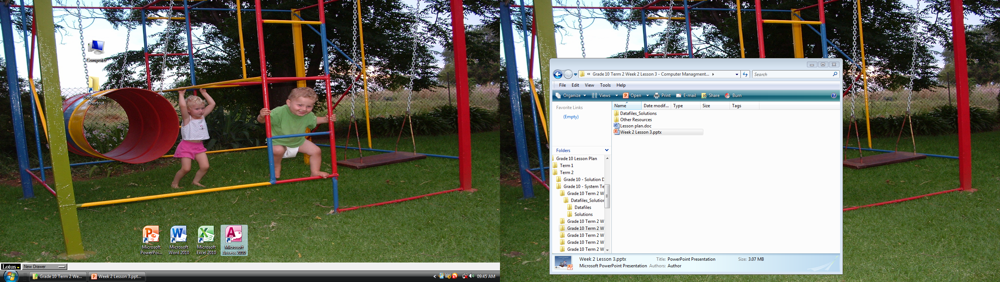 Computer
Documents -
Shortcut
Microsoft
PowerPoi...
Microsoft
Word 2010
Microsoft
Excel 2010
Microsoft
Access 2010
Lotus
New Drawer
Grade 10 Term 2 We...
Week 2 Lesson 3.ppt...
09:45 AM
Grade 10 Term 2 Week 2 Lesson 3 - Computer Managment...
Search
File Edit View Tools Help
Organize Views Open Print E-mail Share Burn
Favorite Links
(Empty)
Folders
Grade 10 Lesson Plan
Term 1
Term 2
Grade 10 - Solution D
Grade 10 - System Te
Grade 10 Term 2 W
Datafiles_Solution
Datafiles
Solutions
Grade 10 Term 2 W
Grade 10 Term 2 W
Grade 10 Term 2 W
Grade 10 Term 2 W
Grade 10 Term 2 W
Name Date modif... Type Size Tags
Datafiles_Solutions
Other Resources
Lesson plan.doc
Week 2 Lesson 3.pptx
Week 2 Lesson 3.pptx Title: PowerPoint Presentation Size: 3.07 MB
Microsoft PowerPoint Presentation Authors: Author